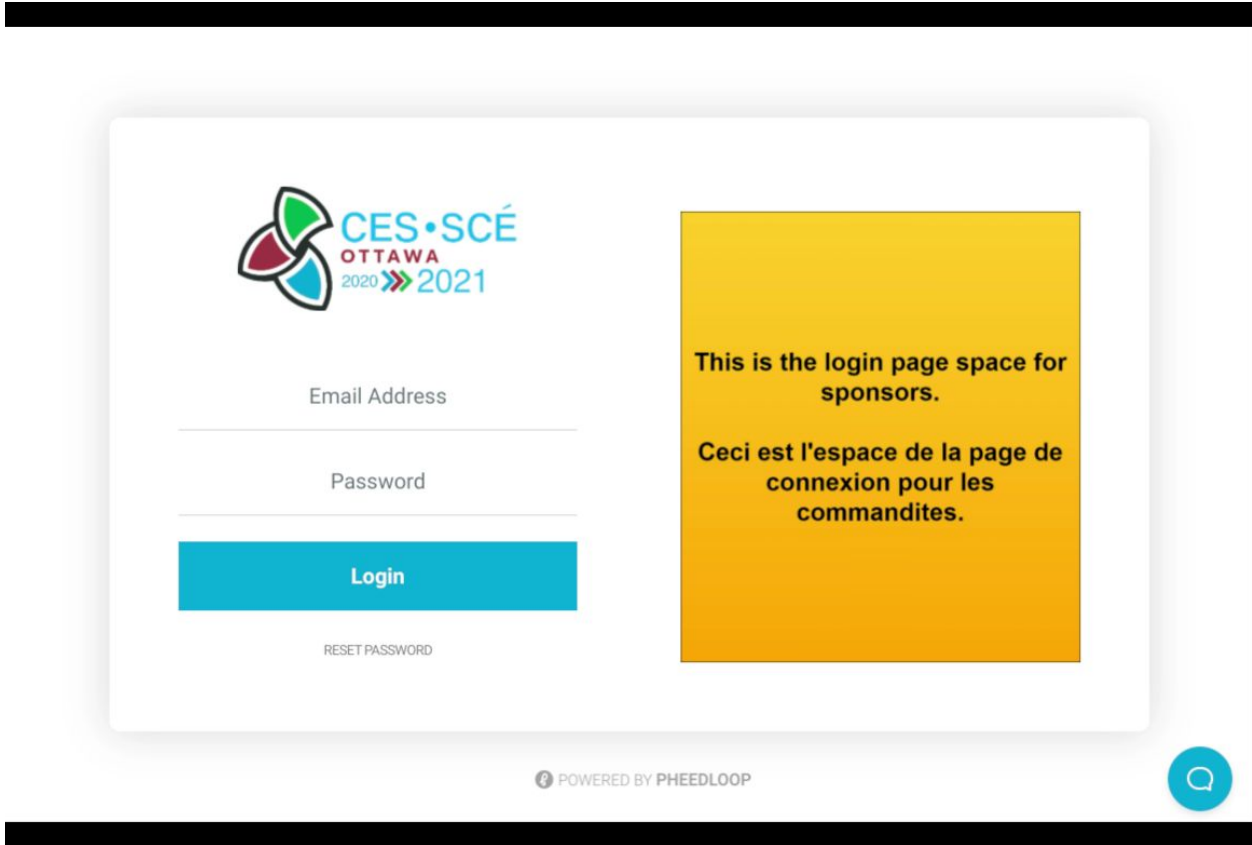 CES•SCÉ
OTTAWA
2020 >>> 2021
Email Address
Password
Login
RESET PASSWORD
This is the login page space for
sponsors.
Ceci est l'espace de la page de
connexion pour les
commandites.
POWERED BY PHEEDLOOP